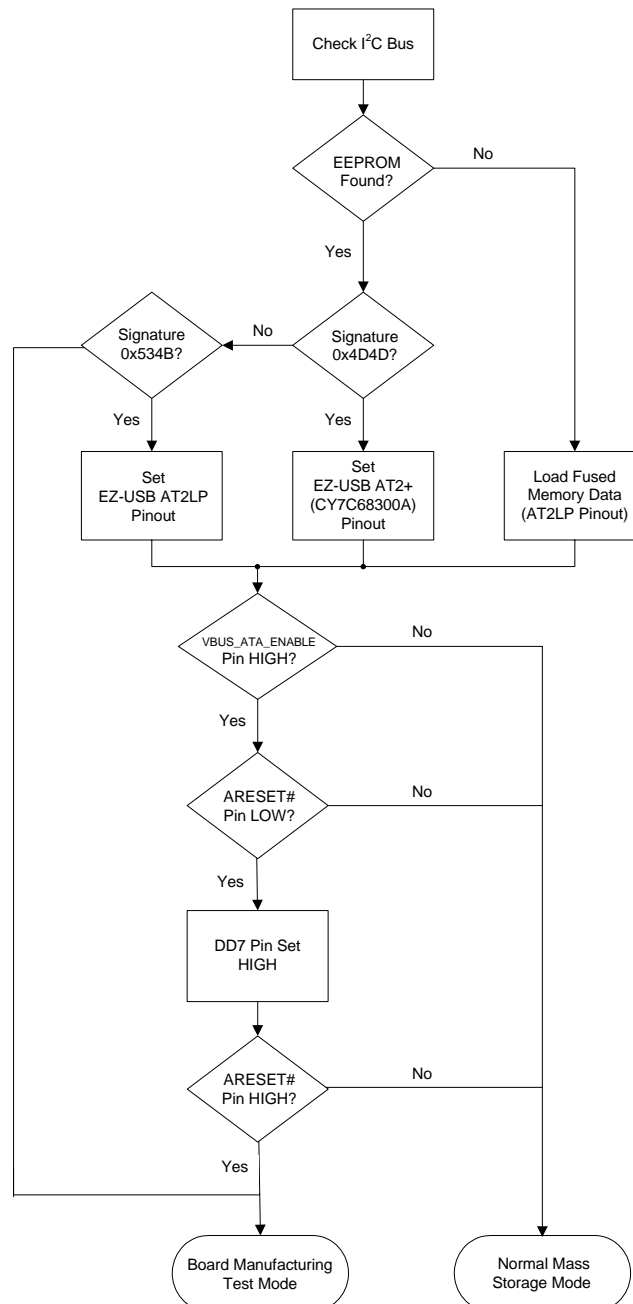 Check I²C Bus
EEPROM
Found?
No
Yes
Signature
0x534B?
No
Signature
0x4D4D?
Yes
Yes
Set
EZ-USB AT2LP
Pinout
Set
EZ-USB AT2+
(CY7C68300A)
Pinout
Load Fused
Memory Data
(AT2LP Pinout)
VBUS_ATA_ENABLE
Pin HIGH?
No
Yes
ARESET#
Pin LOW?
No
Yes
DD7 Pin Set
HIGH
ARESET#
Pin HIGH?
No
Yes
Board Manufacturing
Test Mode
Normal Mass
Storage Mode